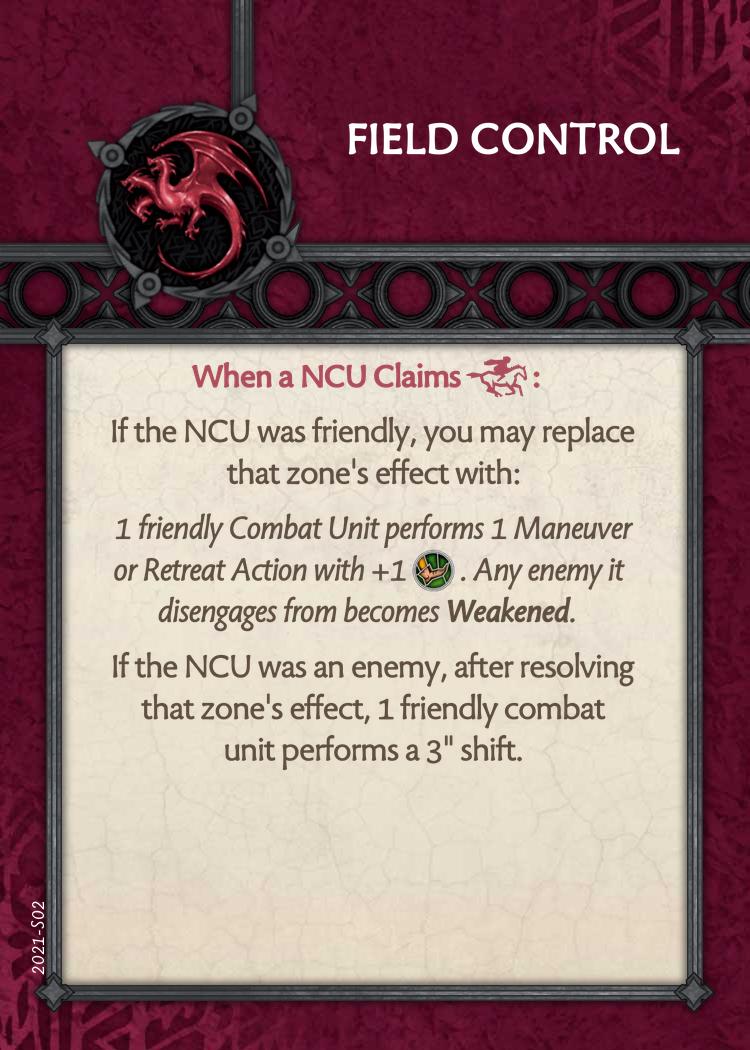 FIELD CONTROL
When a NCU Claims :
If the NCU was friendly, you may replace
that zone's effect with:
1 friendly Combat Unit performs 1 Maneuver
or Retreat Action with +1 . Any enemy it
disengages from becomes Weakened.
If the NCU was an enemy, after resolving
that zone's effect, 1 friendly combat
unit performs a 3" shift.
2021-S02